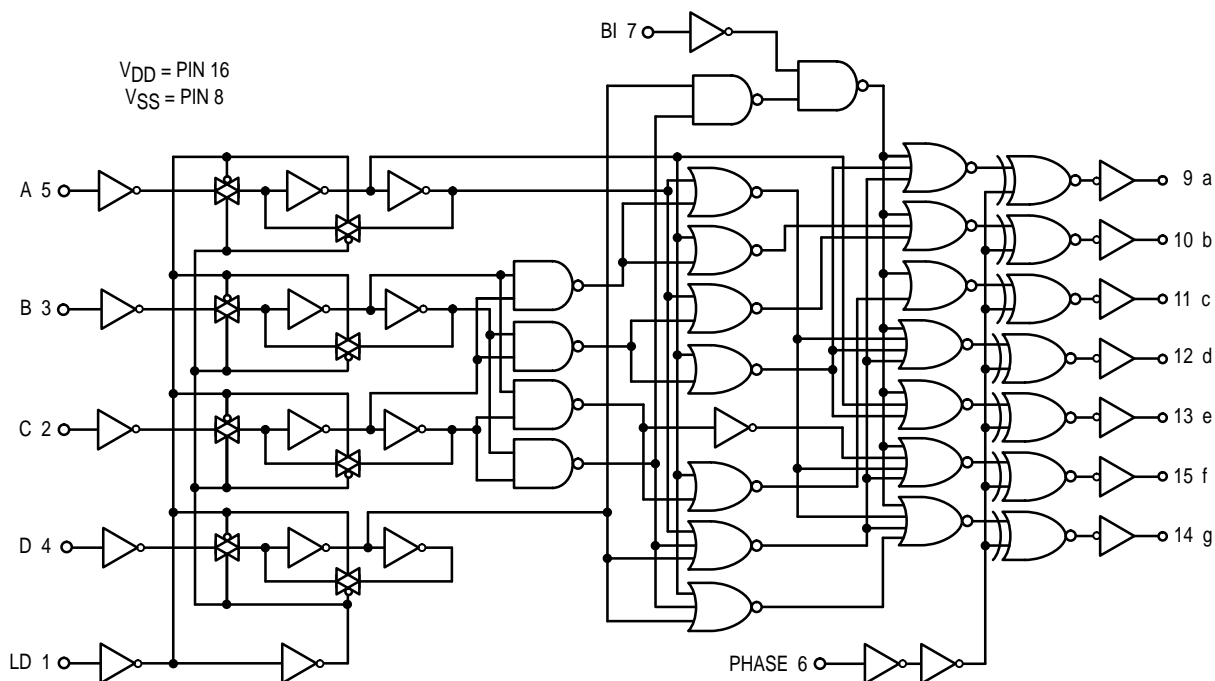 BI 7
VDD = PIN 16
VSS = PIN 8
A 5
9 a
10 b
B 3
11 c
12 d
C 2
13 e
15 f
D 4
14 g
LD 1
PHASE 6